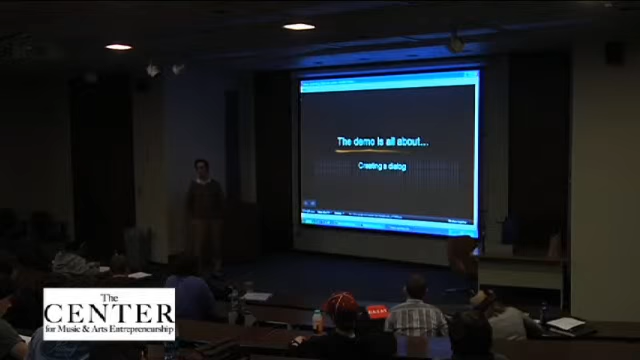 The demo is all about...
Creating a dialog
The
CENTER
for Music & Arts Entrepreneurship